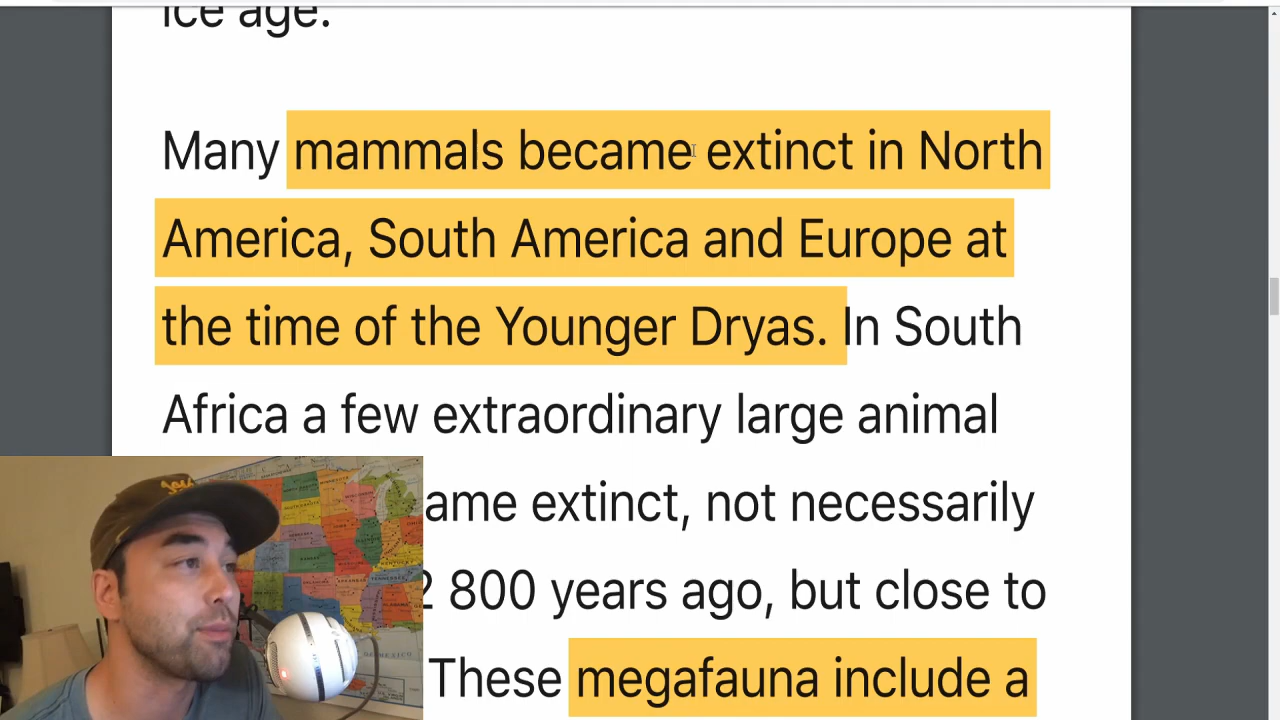 ice age.
Many mammals became extinct in North
America, South America and Europe at
the time of the Younger Dryas. In South
Africa a few extraordinary large animal
ame extinct, not necessarily
2 800 years ago, but close to
These megafauna include a